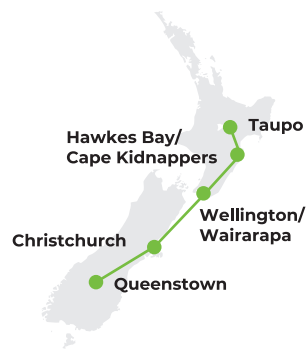 Taupo
Hawkes Bay/
Cape Kidnappers
Wellington/
Wairarapa
Christchurch
Queenstown